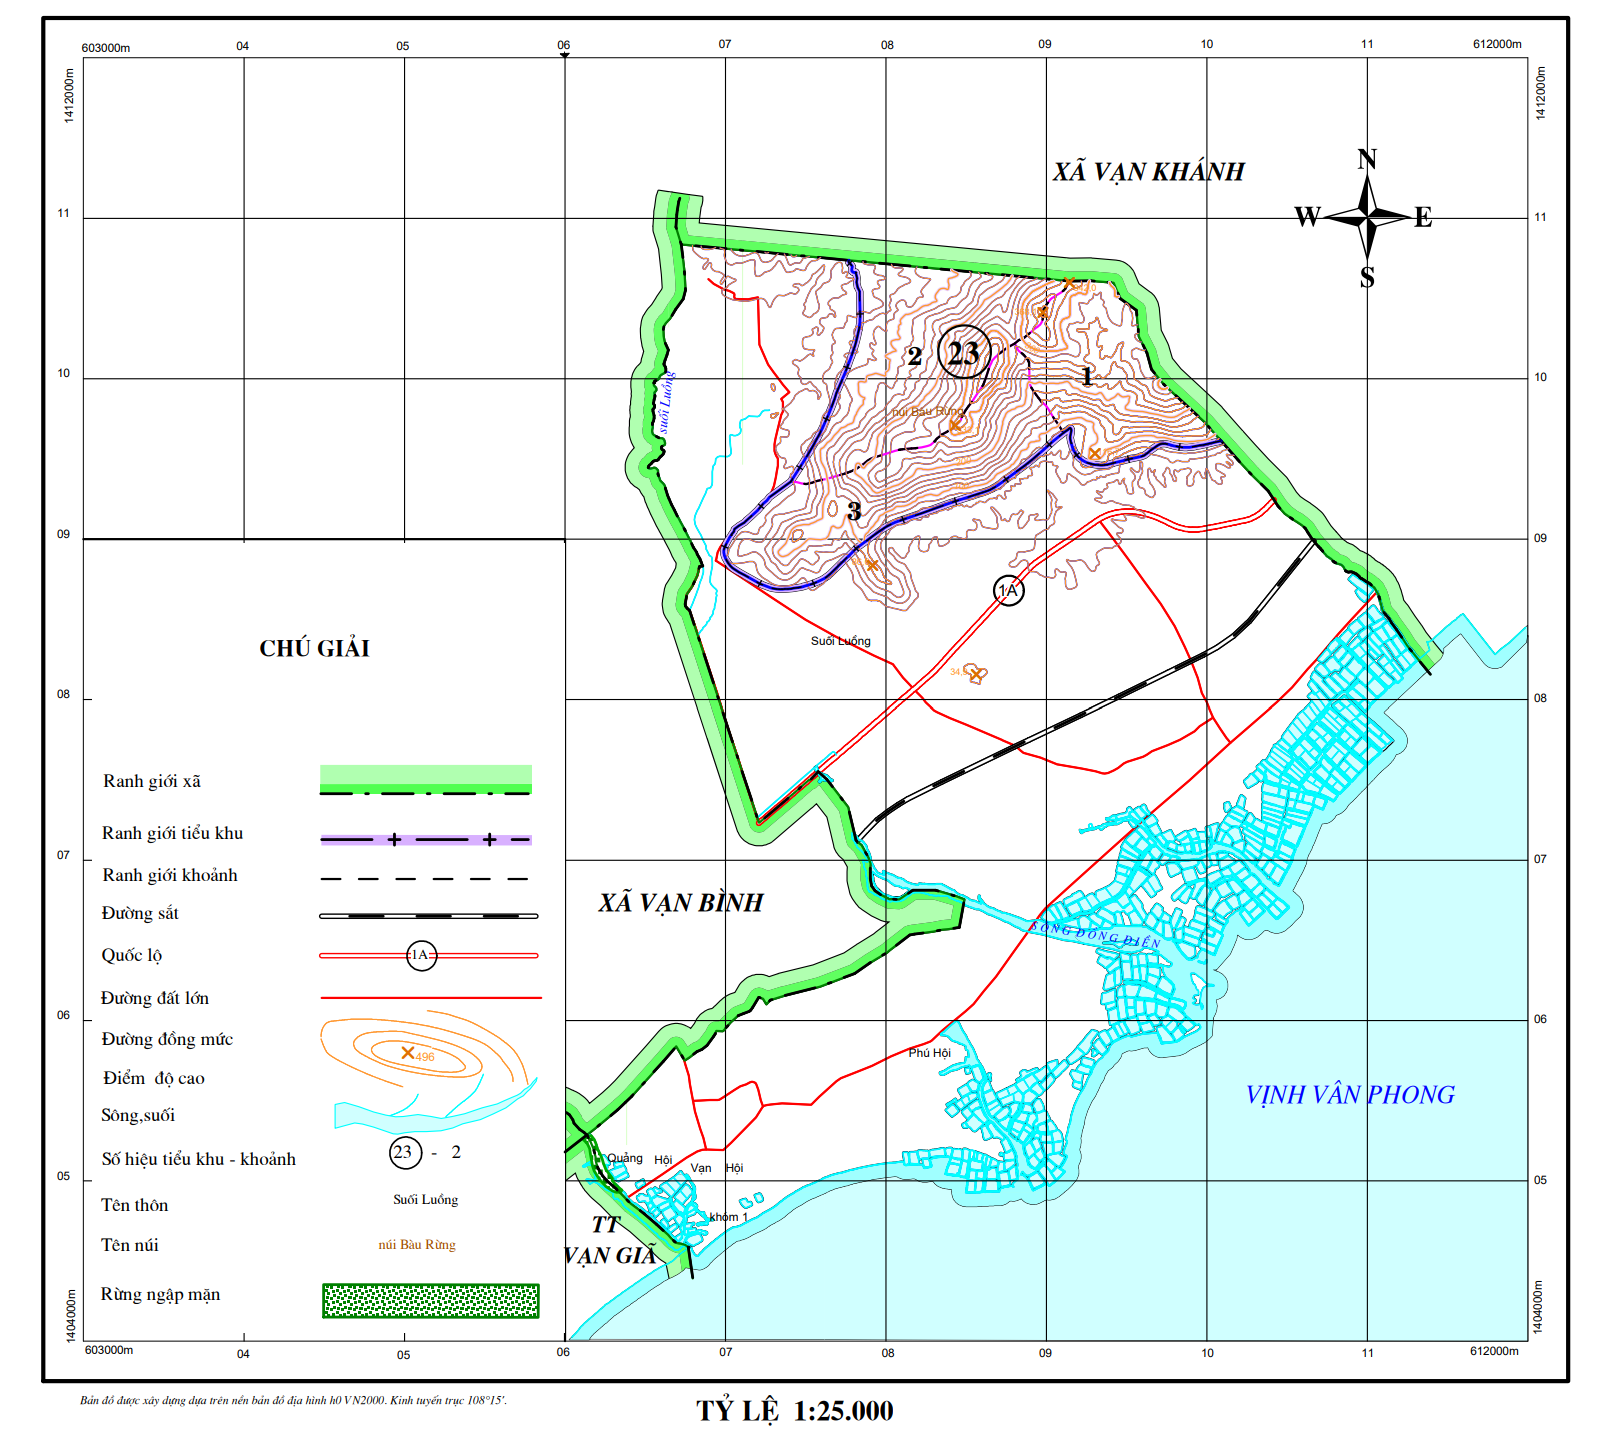 603000m 04 05 06 07 08 09 10 11 612000m
1412000m 1412000m
XÃ VẠN KHÁNH
N
W E
S
11 11
2 23 1
10 10
suối Luồng
núi Bàu Rừng
3
09 09
1A
CHÚ GIẢI
Suối Luồng
34,5
08 08
Ranh giới xã
Ranh giới tiểu khu
07 07
Ranh giới khoảnh
XÃ VẠN BÌNH
Đường sắt
SÔNG ĐỒNG ĐIỀN
Quốc lộ 1A
Đường đất lớn
06 06
Đường đồng mức
496
Phú Hội
Điểm độ cao
VỊNH VÂN PHONG
Sông,suối
Số hiệu tiểu khu - khoảnh 23 - 2
Quảng Hội Vạn Hội
05 05
Tên thôn Suối Luồng
khóm 1
TT
VẠN GIÃ
Tên núi núi Bàu Rừng
Rừng ngập mặn
1404000m 1404000m
603000m 04 05 06 07 08 09 10 11 612000m
Bản đồ được xây dựng dựa trên nền bản đồ địa hình hệ VN2000. Kinh tuyến trục 108°15'.
TỶ LỆ 1:25.000